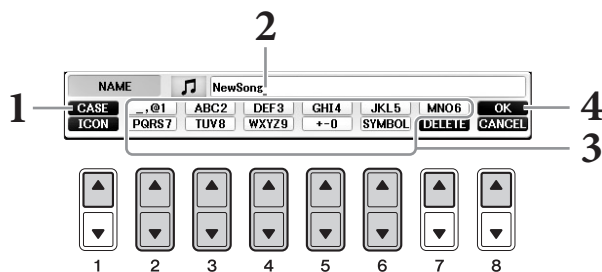 2
NAME NewSong
1 CASE _,@1 ABC2 DEF3 GHI4 JKL5 MNO6 OK 4
ICON PQRS7 TUV8 WXYZ9 +-0 SYMBOL DELETE CANCEL
3
1 2 3 4 5 6 7 8